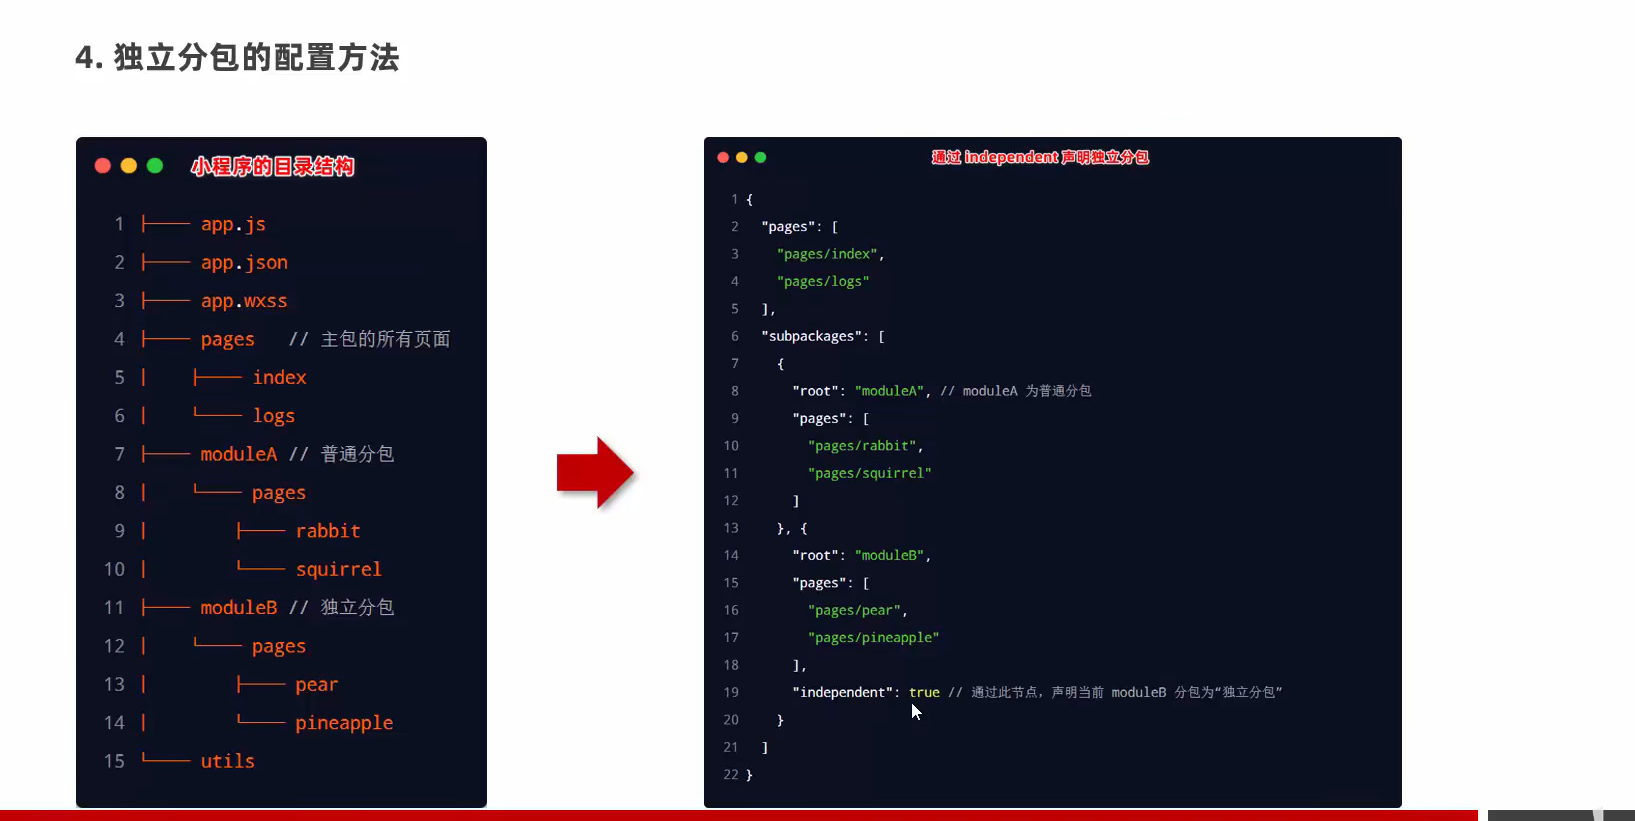 4. 独立分包的配置方法
小程序的目录结构
1 ├── app.js
2 ├── app.json
3 ├── app.wxss
4 ├── pages // 主包的所有页面
5 │ ├── index
6 │ └── logs
7 ├── moduleA // 普通分包
8 │ └── pages
9 │ ├── rabbit
10 │ └── squirrel
11 ├── moduleB // 独立分包
12 │ └── pages
13 │ ├── pear
14 │ └── pineapple
15 └── utils
通过 independent 声明独立分包
1 {
2 "pages": [
3 "pages/index",
4 "pages/logs"
5 ],
6 "subpackages": [
7 {
8 "root": "moduleA", // moduleA 为普通分包
9 "pages": [
10 "pages/rabbit",
11 "pages/squirrel"
12 ]
13 }, {
14 "root": "moduleB",
15 "pages": [
16 "pages/pear",
17 "pages/pineapple"
18 ],
19 "independent": true // 通过此节点，声明当前 moduleB 分包为“独立分包”
20 }
21 ]
22 }